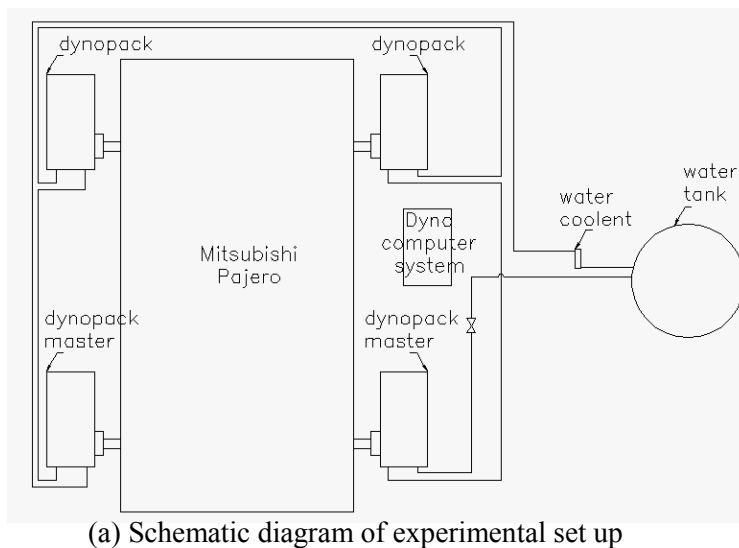 dynopack
dynopack
water
tank
water
coolent
Dyno
computer
system
Mitsubishi
Pajero
dynopack
master
dynopack
master
(a) Schematic diagram of experimental set up